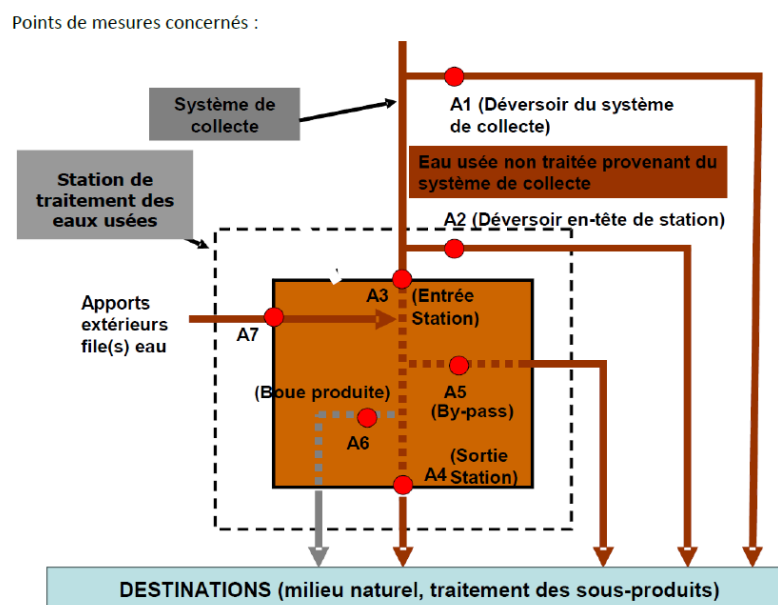 Points de mesures concernés :
Système de
collecte
A1 (Déversoir du système
de collecte)
Eau usée non traitée provenant du
système de collecte
Station de
traitement des
eaux usées
A2 (Déversoir en-tête de station)
A3 (Entrée
Station)
Apports
extérieurs
file(s) eau
A7
(Boue produite)
A5
(By-pass)
A6
(Sortie
A4 Station)
DESTINATIONS (milieu naturel, traitement des sous-produits)